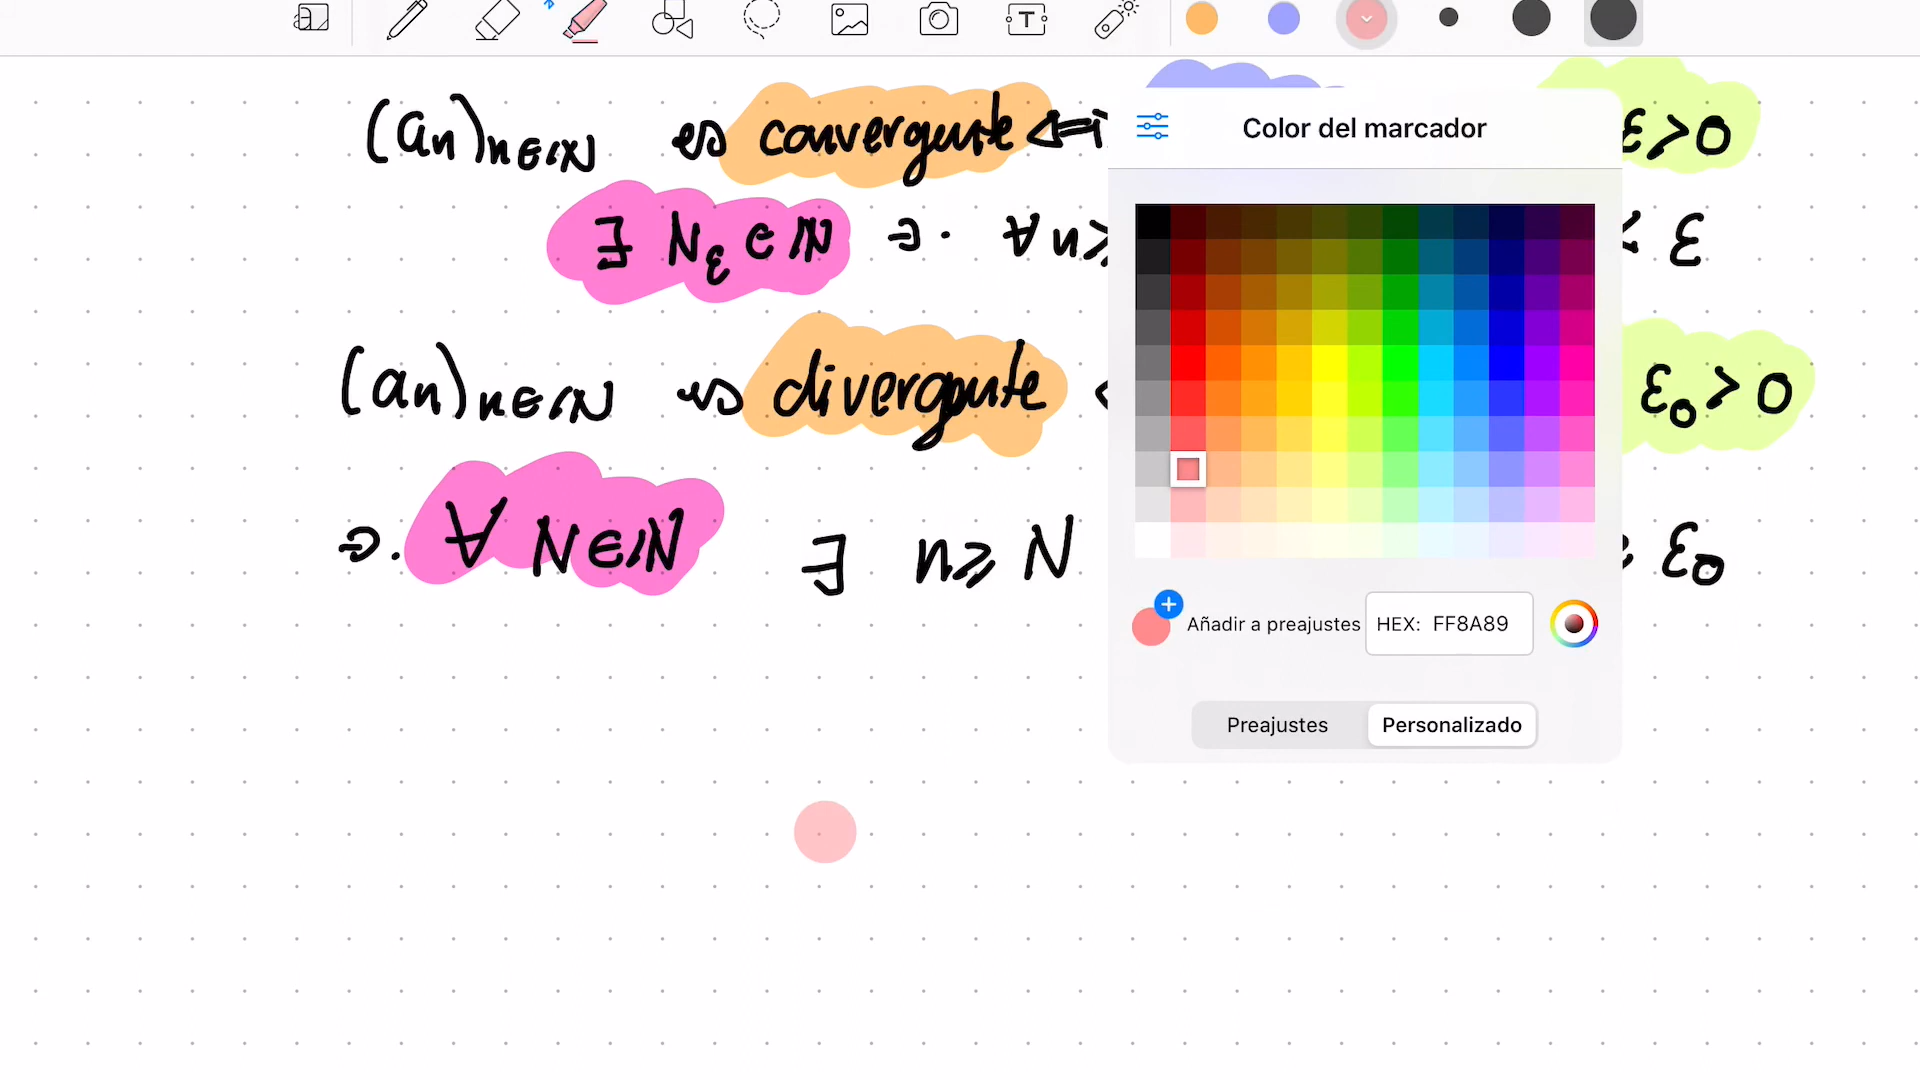 (an)n∈ℕ es convergente ⟸ ε>0
∃ Nε ∈ ℕ ∋. ∀n⩾ < ε
(an)n∈ℕ es divergente ε₀>0
∋. ∀ N∈ℕ ∃ n⩾N ε₀
Color del marcador
Añadir a preajustes HEX: FF8A89
Preajustes Personalizado